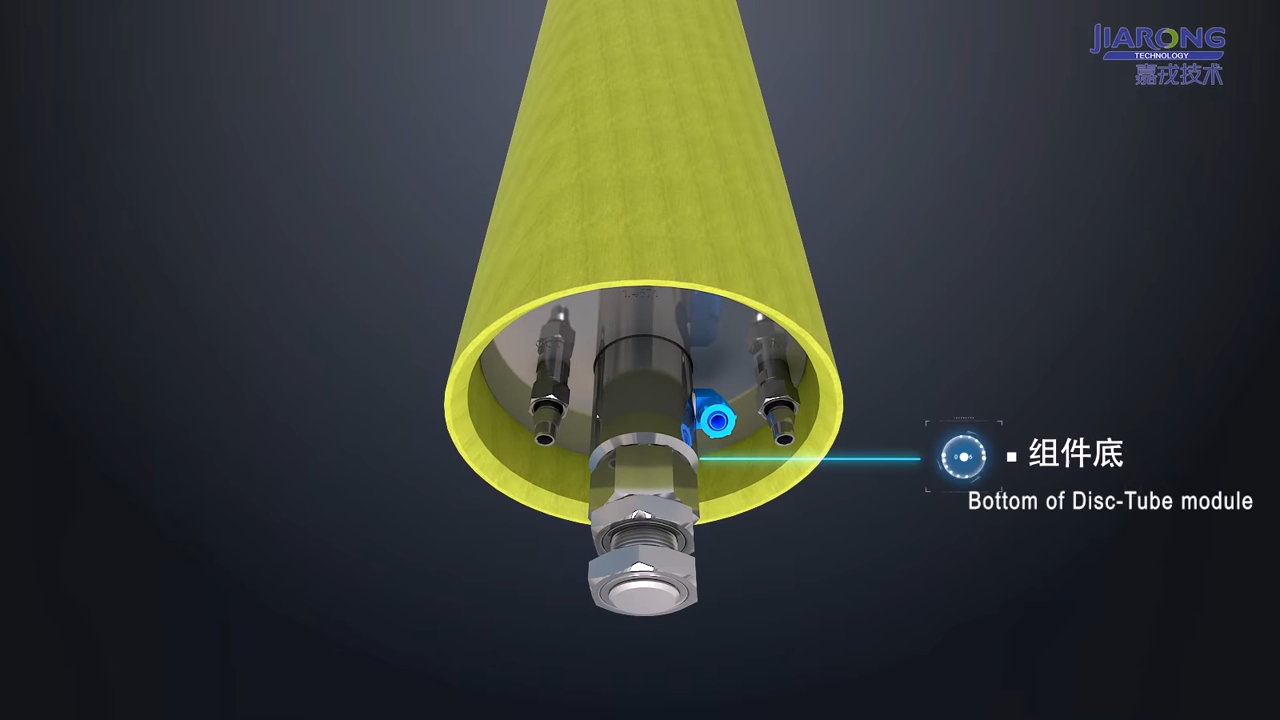 JIARONG
TECHNOLOGY
嘉戎技术
组件底
Bottom of Disc-Tube module